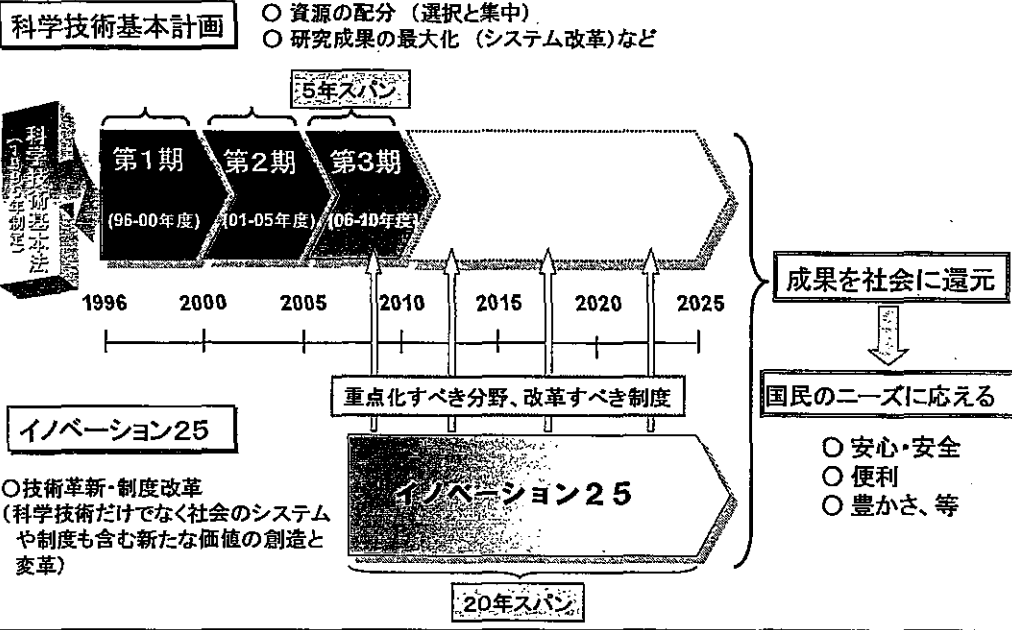 科学技術基本計画
○ 資源の配分 (選択と集中)
○ 研究成果の最大化 (システム改革)など
5年スパン
科学技術基本法
第1期
(96-00年度)
第2期
(01-05年度)
第3期
(06-10年度)
1996
2000
2005
2010
2015
2020
2025
重点化すべき分野、改革すべき制度
イノベーション25
○技術革新・制度改革
(科学技術だけでなく社会のシステム
や制度も含む新たな価値の創造と
変革)
イノベーション25
20年スパン
成果を社会に還元
国民のニーズに応える
○ 安心・安全
○ 便利
○ 豊かさ、等